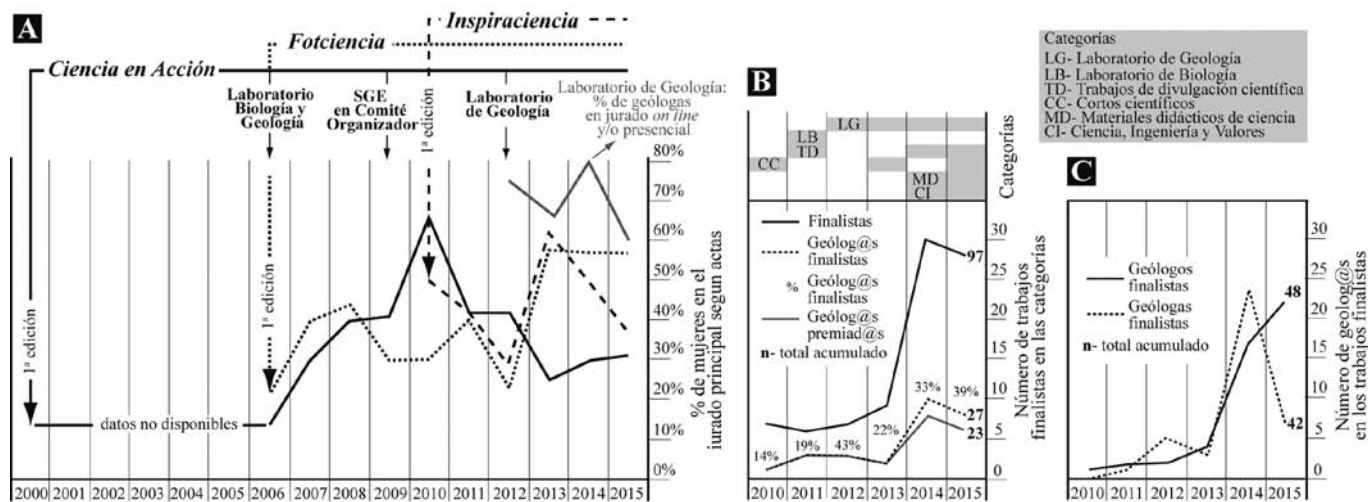 A
Inspiraciencia
Fotciencia
Ciencia en Acción
Laboratorio
Biología y
Geología
SGE
en Comité
Organizador
1ª edición
Laboratorio
de Geología
Laboratorio de Geología:
% de geólogas
en jurado on line
y/o presencial
1ª edición
1ª edición
datos no disponibles
80%
70%
60%
50%
40%
30%
20%
10%
0%
% de mujeres en el
jurado principal segun actas
2000 2001 2002 2003 2004 2005 2006 2007 2008 2009 2010 2011 2012 2013 2014 2015
B
LG
LB
TD
CC
MD
CI
Categorías
Finalistas
Geólog@s
finalistas
% Geólog@s
finalistas
Geólog@s
premiad@s
n- total acumulado
14%
19%
43%
22%
33%
39%
97
27
23
30
25
20
15
10
5
0
Número de trabajos
finalistas en las categorías
2010 2011 2012 2013 2014 2015
Categorías
LG- Laboratorio de Geología
LB- Laboratorio de Biología
TD- Trabajos de divulgación científica
CC- Cortos científicos
MD- Materiales didácticos de ciencia
CI- Ciencia, Ingeniería y Valores
C
Geólogos
finalistas
Geólogas
finalistas
n- total acumulado
48
42
30
25
20
15
10
5
0
Número de geolog@s
en los trabajos finalistas
2010 2011 2012 2013 2014 2015